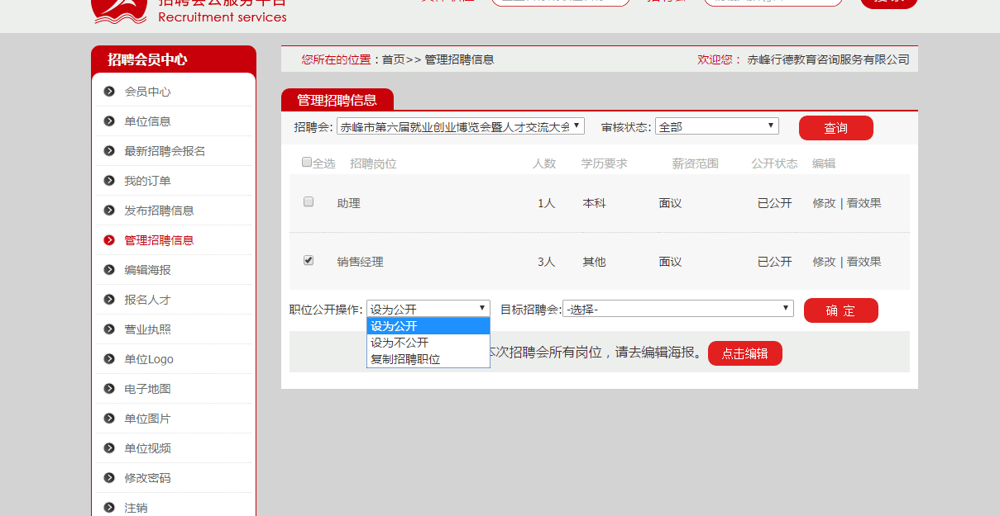 招聘会云服务平台
Recruitment services
招聘会员中心
会员中心
单位信息
最新招聘会报名
我的订单
发布招聘信息
管理招聘信息
编辑海报
报名人才
营业执照
单位Logo
电子地图
单位图片
单位视频
修改密码
注销
您所在的位置：首页>> 管理招聘信息
欢迎您： 赤峰行德教育咨询服务有限公司
管理招聘信息
招聘会: 赤峰市第六届就业创业博览会暨人才交流大会 审核状态: 全部 查询
全选 招聘岗位 人数 学历要求 薪资范围 公开状态 编辑
助理 1人 本科 面议 已公开 修改 | 看效果
销售经理 3人 其他 面议 已公开 修改 | 看效果
职位公开操作: 设为公开 目标招聘会: -选择- 确 定
设为公开
设为不公开
复制招聘职位
本次招聘会所有岗位，请去编辑海报。 点击编辑